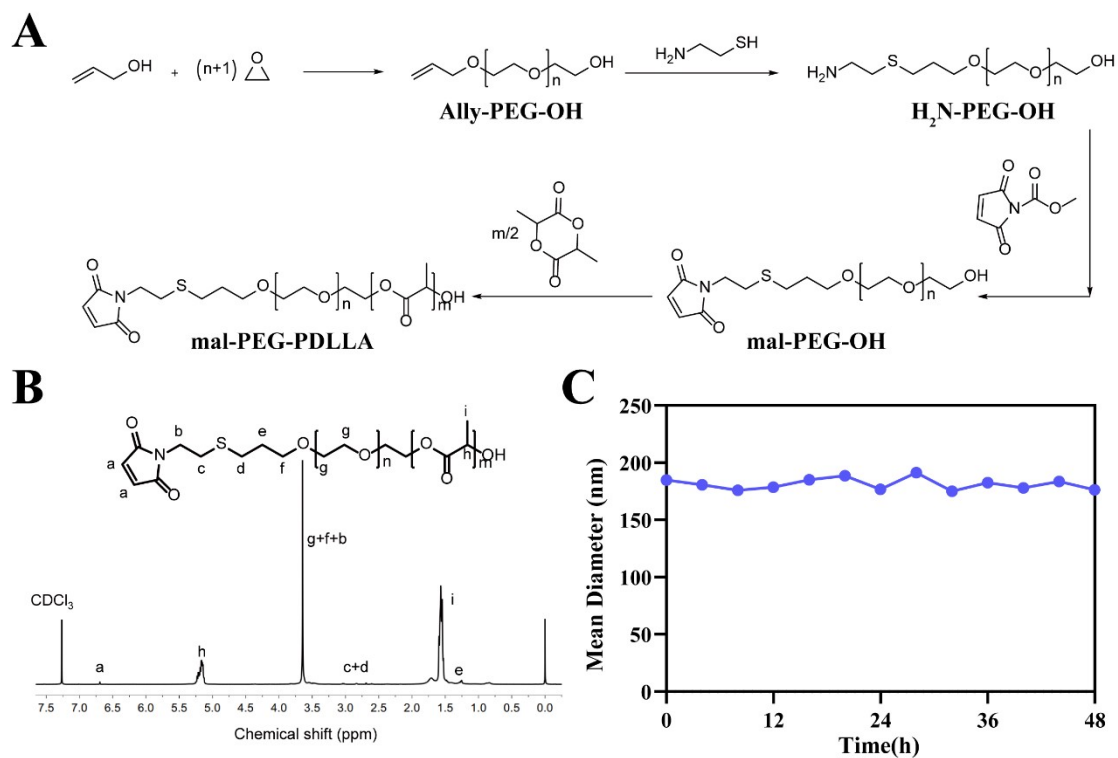 A
OH
+ (n+1) O
O
O
n
OH
H2N
SH
H2N
S
O
O
n
OH
Ally-PEG-OH
H2N-PEG-OH
O
N
O
O
O
m/2
O
O
O
O
O
N
O
S
O
O
n
O
O
OH
m
mal-PEG-PDLLA
O
N
O
S
O
O
n
OH
mal-PEG-OH
B
O
a
a
N
O
b
c
S
d
e
f
O
g
g
O
n
O
O
h
i
OH
m
CDCl3
a
h
g+f+b
c+d
i
e
7.5 7.0 6.5 6.0 5.5 5.0 4.5 4.0 3.5 3.0 2.5 2.0 1.5 1.0 0.5 0.0
Chemical shift (ppm)
C
Mean Diameter (nm)
250
200
150
100
50
0
0 12 24 36 48
Time(h)